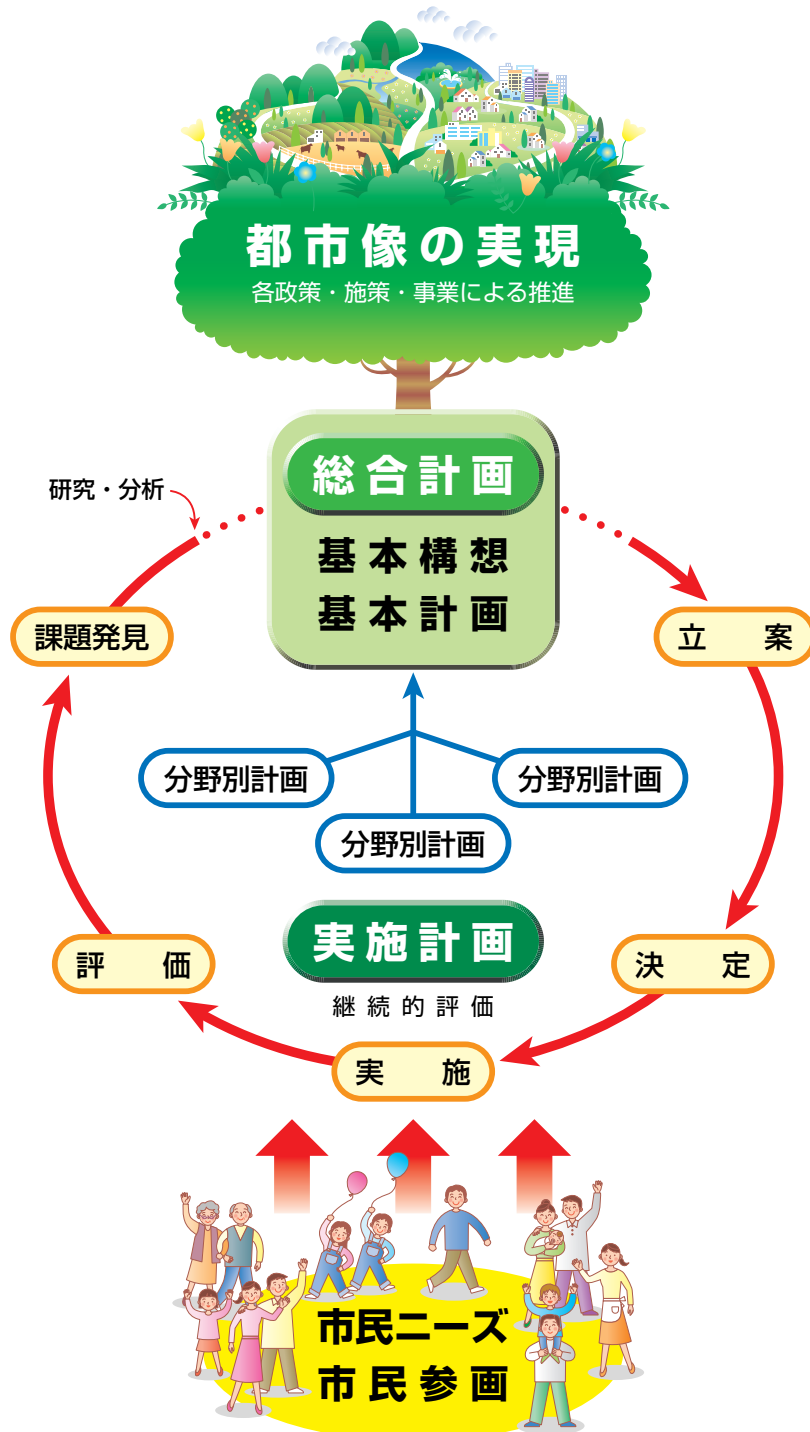 都市像の実現
各政策・施策・事業による推進
総合計画
基本構想
基本計画
研究・分析
課題発見
立案
分野別計画
分野別計画
分野別計画
実施計画
継続的評価
評価
決定
実施
市民ニーズ
市民参画